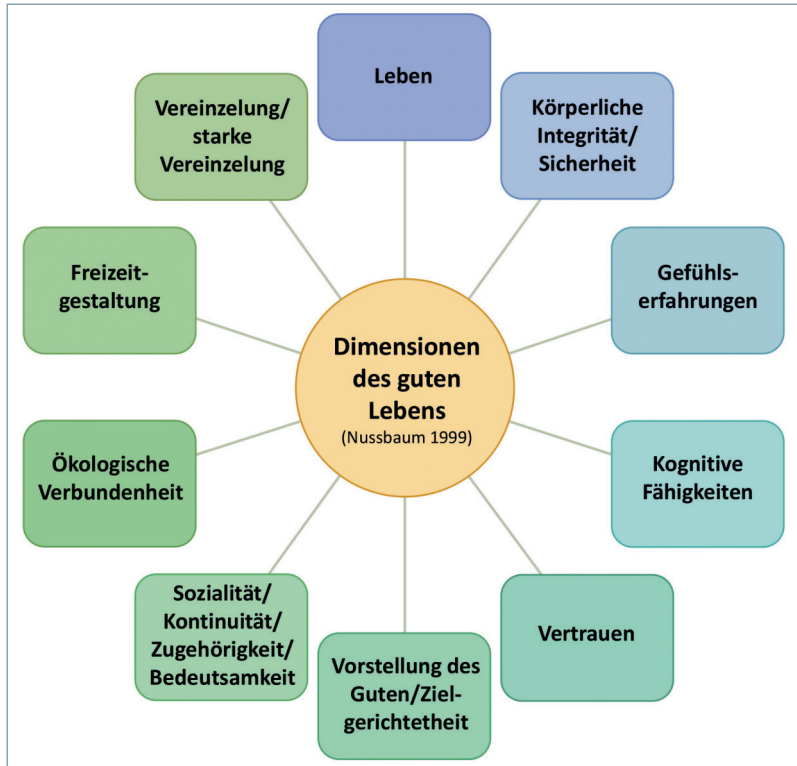 Leben
Körperliche
Integrität/
Sicherheit
Gefühls-
erfahrungen
Kognitive
Fähigkeiten
Vertrauen
Vorstellung des
Guten/Ziel-
gerichtetheit
Sozialität/
Kontinuität/
Zugehörigkeit/
Bedeutsamkeit
Ökologische
Verbundenheit
Freizeit-
gestaltung
Vereinzelung/
starke
Vereinzelung
Dimensionen
des guten
Lebens
(Nussbaum 1999)